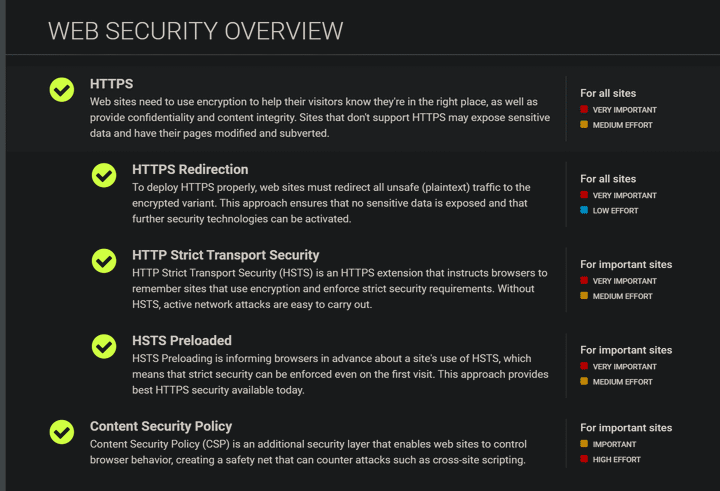 WEB SECURITY OVERVIEW
HTTPS
Web sites need to use encryption to help their visitors know they're in the right place, as well as
provide confidentiality and content integrity. Sites that don't support HTTPS may expose sensitive
data and have their pages modified and subverted.
For all sites
VERY IMPORTANT
MEDIUM EFFORT
HTTPS Redirection
To deploy HTTPS properly, web sites must redirect all unsafe (plaintext) traffic to the
encrypted variant. This approach ensures that no sensitive data is exposed and that
further security technologies can be activated.
For all sites
VERY IMPORTANT
LOW EFFORT
HTTP Strict Transport Security
HTTP Strict Transport Security (HSTS) is an HTTPS extension that instructs browsers to
remember sites that use encryption and enforce strict security requirements. Without
HSTS, active network attacks are easy to carry out.
For important sites
VERY IMPORTANT
MEDIUM EFFORT
HSTS Preloaded
HSTS Preloading is informing browsers in advance about a site's use of HSTS, which
means that strict security can be enforced even on the first visit. This approach provides
best HTTPS security available today.
For important sites
VERY IMPORTANT
MEDIUM EFFORT
Content Security Policy
Content Security Policy (CSP) is an additional security layer that enables web sites to control
browser behavior, creating a safety net that can counter attacks such as cross-site scripting.
For important sites
IMPORTANT
HIGH EFFORT